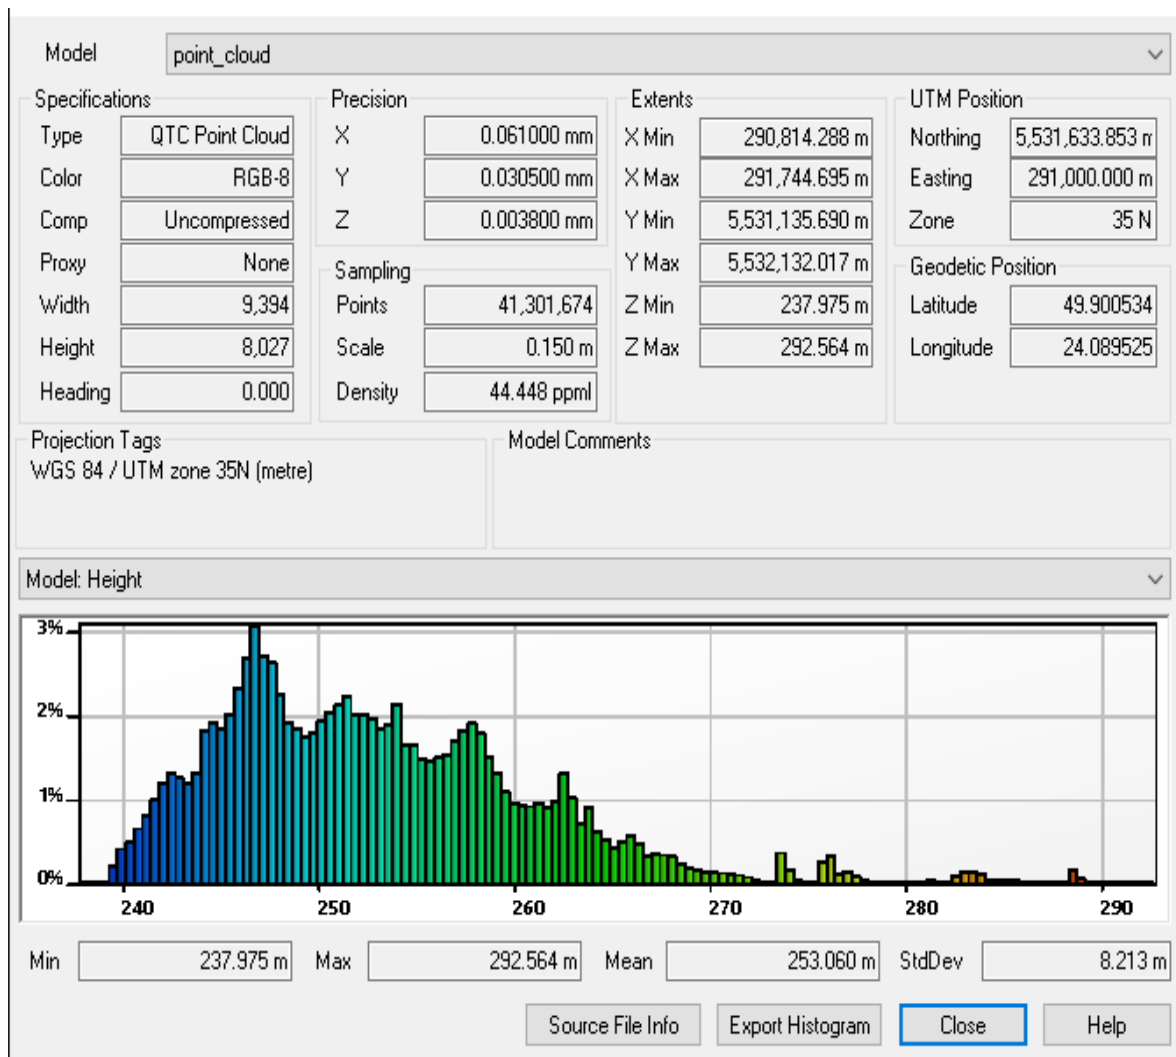 Model point_cloud
Specifications
Type QTC Point Cloud
Color RGB-8
Comp Uncompressed
Proxy None
Width 9,394
Height 8,027
Heading 0.000
Precision
X 0.061000 mm
Y 0.030500 mm
Z 0.003800 mm
Sampling
Points 41,301,674
Scale 0.150 m
Density 44.448 ppml
Extents
X Min 290,814.288 m
X Max 291,744.695 m
Y Min 5,531,135.690 m
Y Max 5,532,132.017 m
Z Min 237.975 m
Z Max 292.564 m
UTM Position
Northing 5,531,633.853 m
Easting 291,000.000 m
Zone 35 N
Geodetic Position
Latitude 49.900534
Longitude 24.089525
Projection Tags
WGS 84 / UTM zone 35N (metre)
Model Comments
Model: Height
3%
2%
1%
0%
240 250 260 270 280 290
Min 237.975 m Max 292.564 m Mean 253.060 m StdDev 8.213 m
Source File Info Export Histogram Close Help